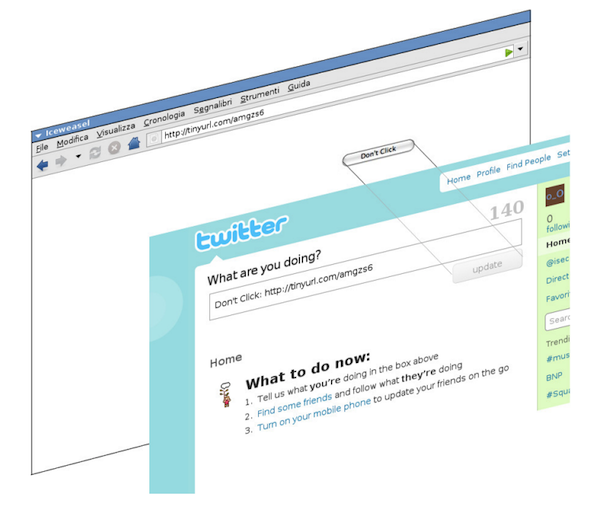 Iceweasel
File Modifica Visualizza Cronologia Segnalibri Strumenti Guida
http://tinyurl.com/amgzs6
Don't Click
Home Profile Find People Set
twitter
140
What are you doing?
Don't Click: http://tinyurl.com/amgzs6
update
Home
What to do now:
1. Tell us what you're doing in the box above
2. Find some friends and follow what they're doing
3. Turn on your mobile phone to update your friends on the go
o_O
0
followi
Home
@isec
Direct
Favori
Sear
Trendi
#mus
BNP
#Squ